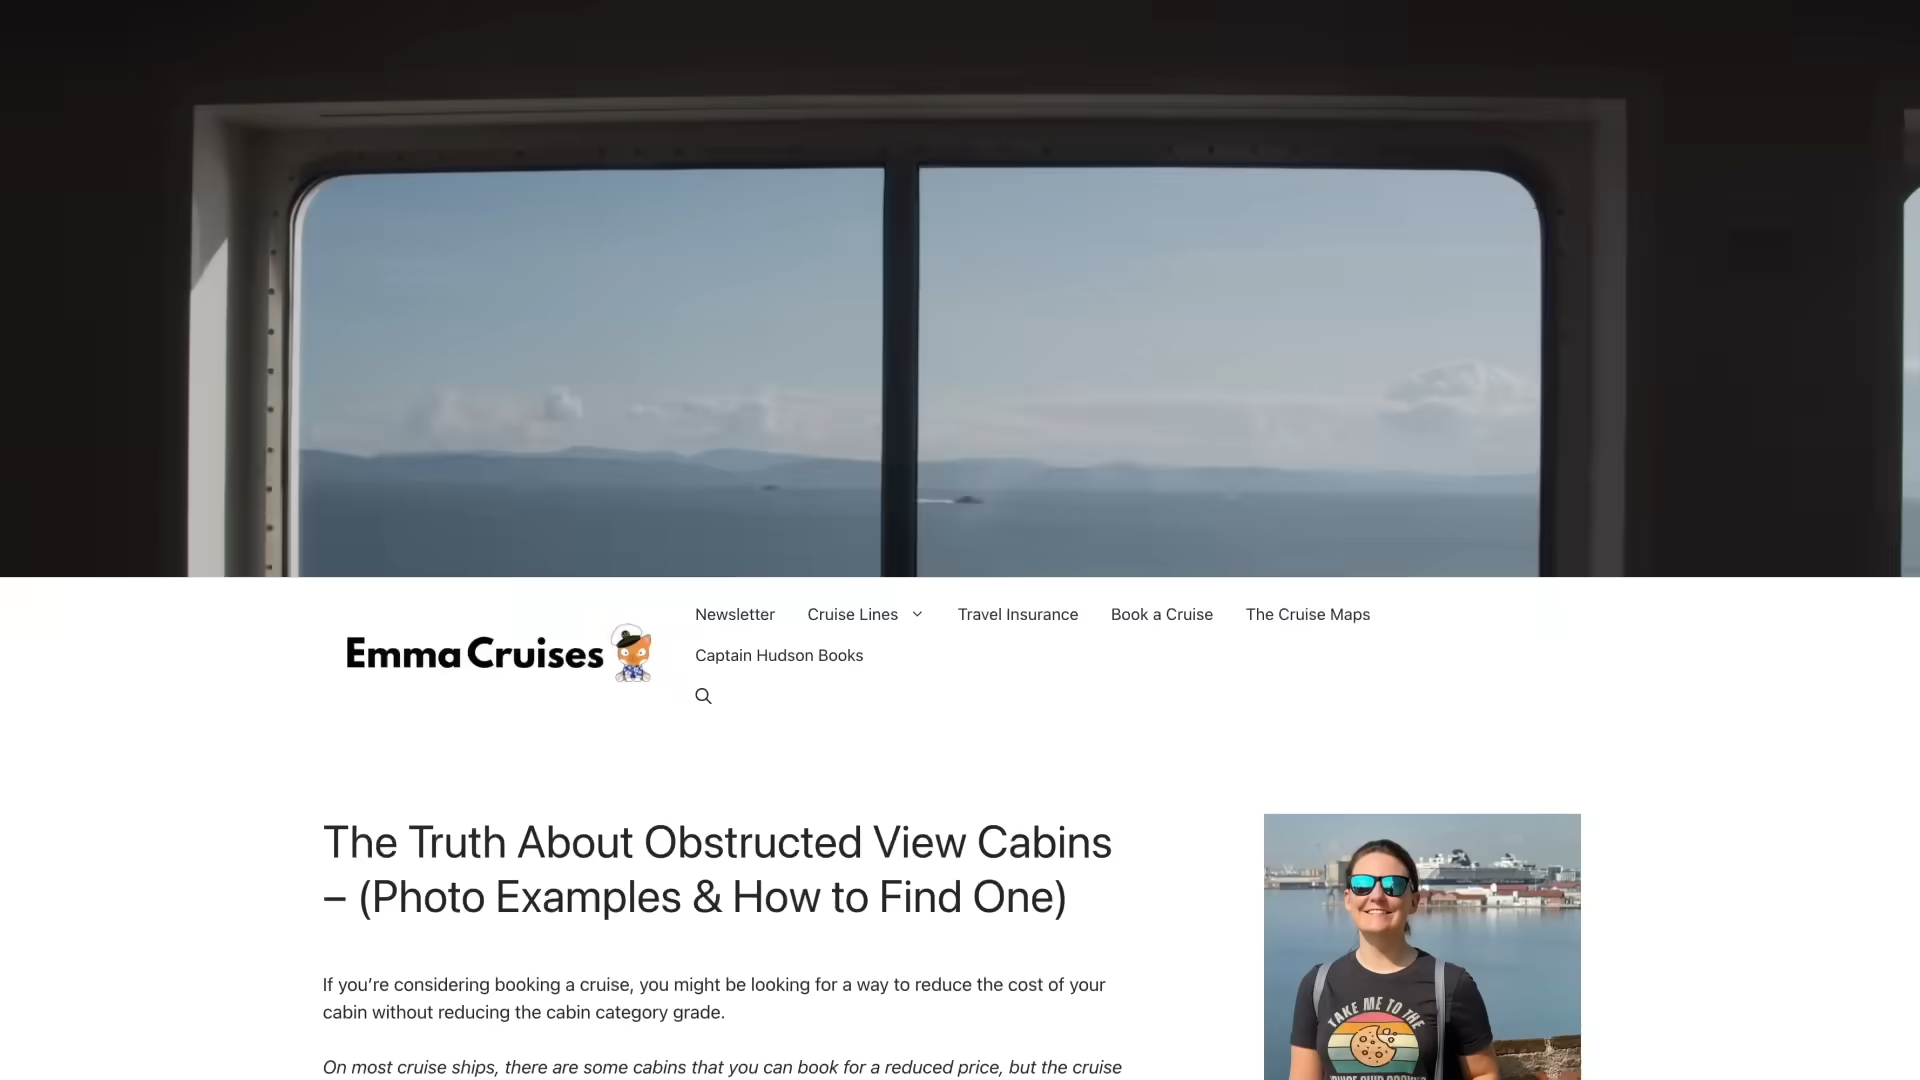 Newsletter Cruise Lines Travel Insurance Book a Cruise The Cruise Maps
Emma Cruises
Captain Hudson Books
The Truth About Obstructed View Cabins
– (Photo Examples & How to Find One)
If you’re considering booking a cruise, you might be looking for a way to reduce the cost of your
cabin without reducing the cabin category grade.
On most cruise ships, there are some cabins that you can book for a reduced price, but the cruise
TAKE ME TO THE